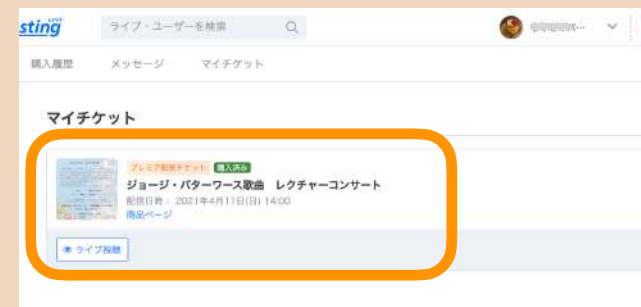 sting LIVE
ライブ・ユーザーを検索
購入履歴 メッセージ マイチケット
マイチケット
プレミア配信チケット 購入済み
ジョージ・バターワース歌曲 レクチャーコンサート
配信日時： 2021年4月11日(日) 14:00
商品ページ
ライブ視聴